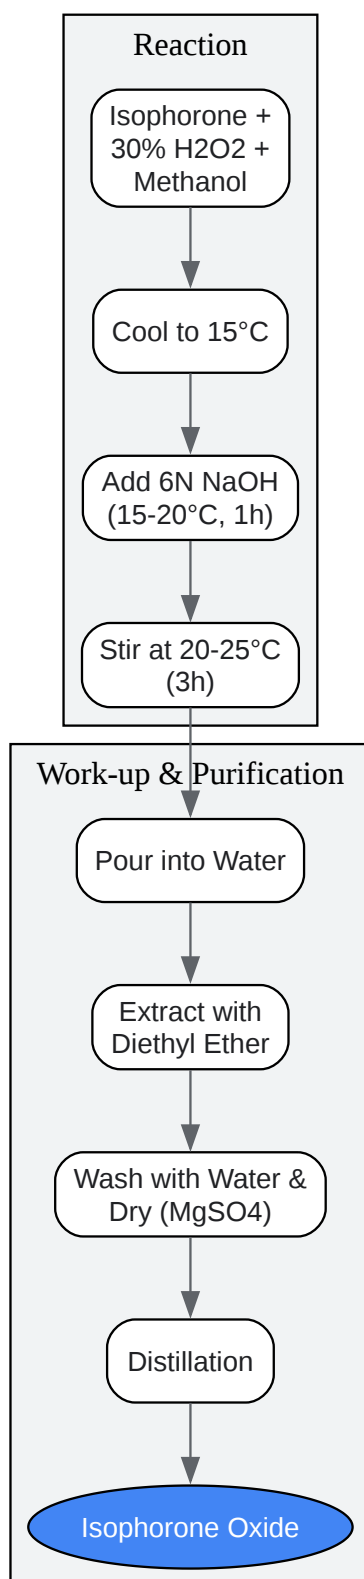 Reaction
Isophorone +
30% H2O2 +
Methanol
Cool to 15°C
Add 6N NaOH
(15-20°C, 1h)
Stir at 20-25°C
(3h)
Work-up & Purification
Pour into Water
Extract with
Diethyl Ether
Wash with Water &
Dry (MgSO4)
Distillation
Isophorone Oxide